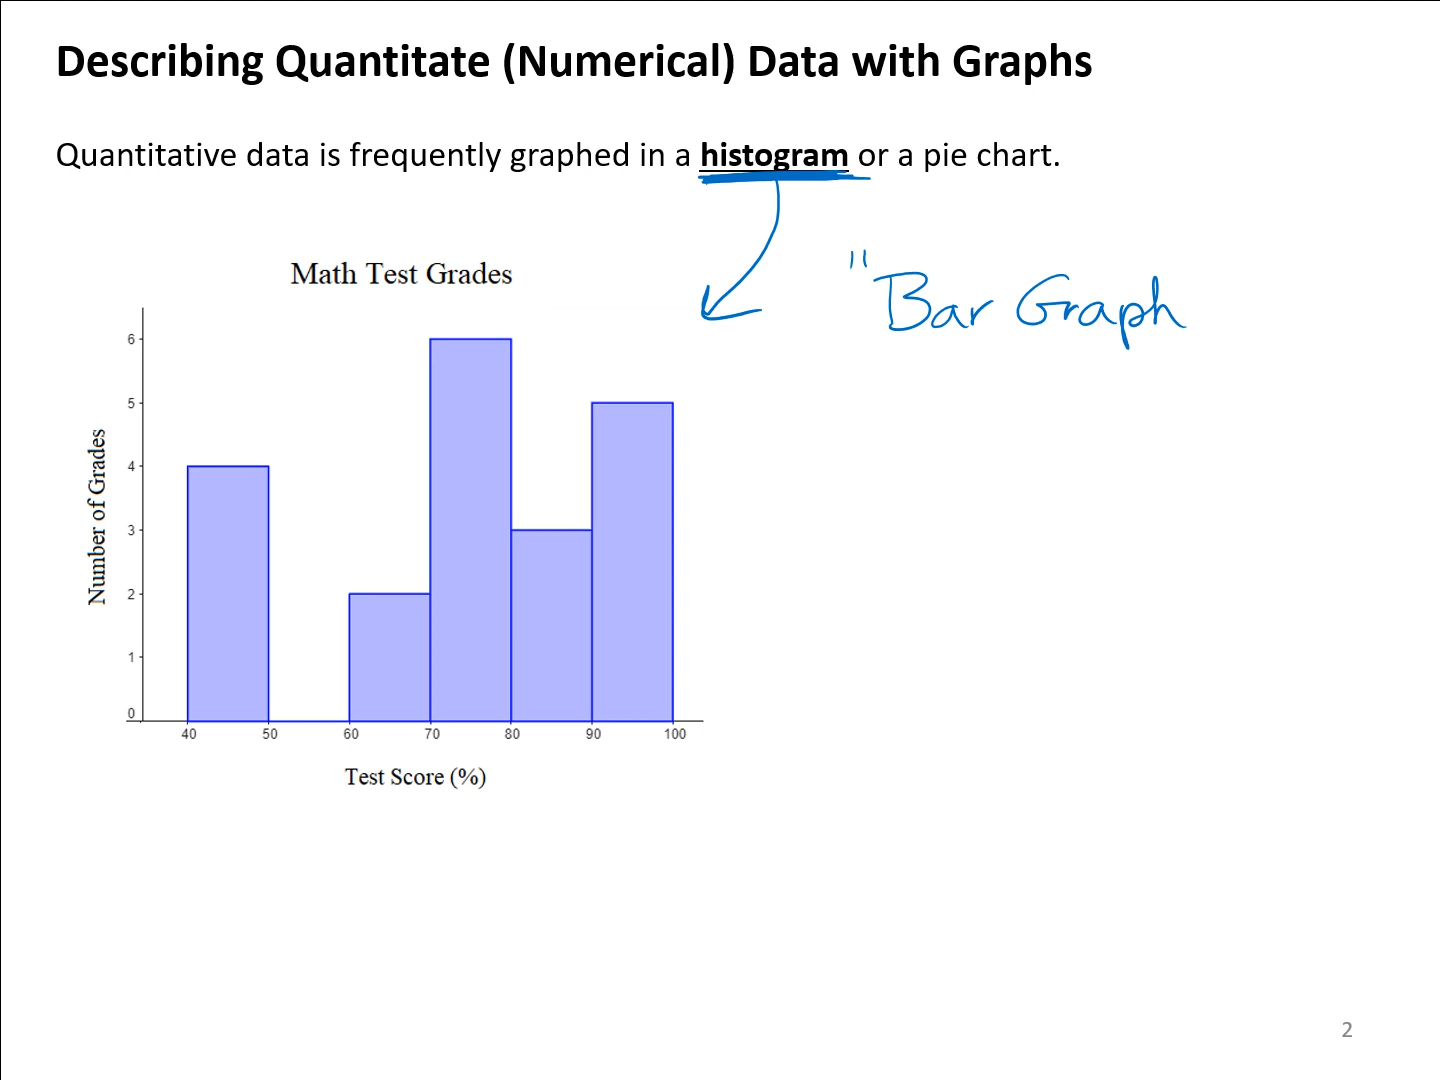 Describing Quantitate (Numerical) Data with Graphs
Quantitative data is frequently graphed in a histogram or a pie chart.
"Bar Graph
Math Test Grades
Number of Grades
6
5
4
3
2
1
0
40 50 60 70 80 90 100
Test Score (%)
2